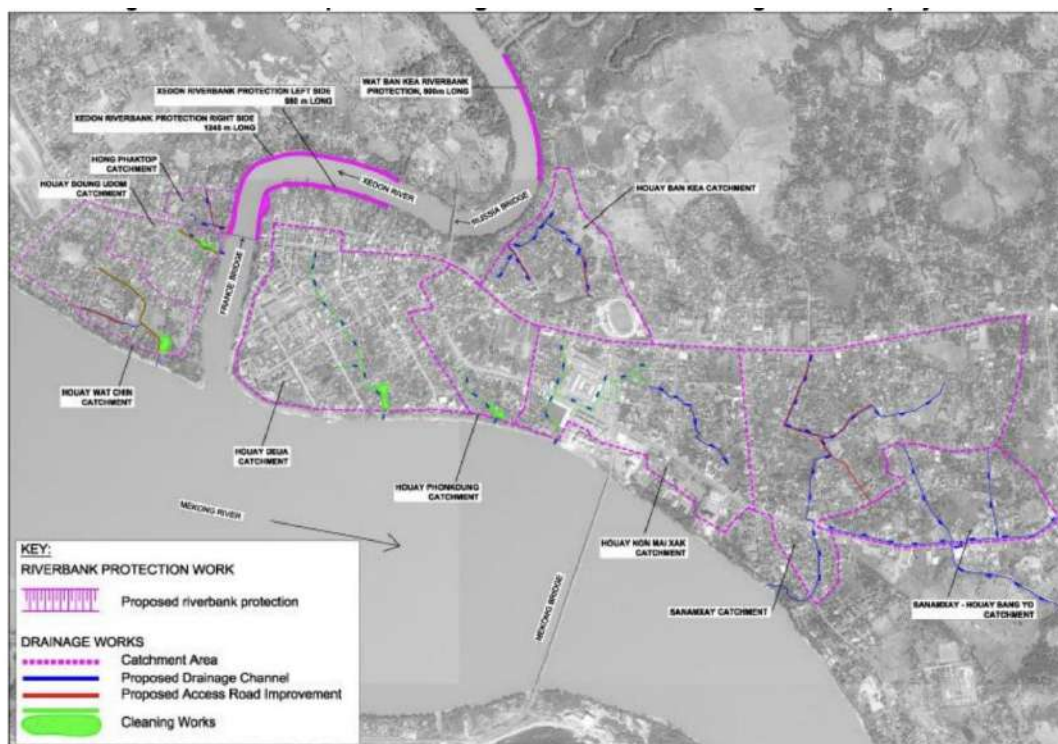 WAT BAN KEA RIVERBANK
PROTECTION, 900m LONG
XEDON RIVERBANK PROTECTION LEFT SIDE
980 m LONG
XEDON RIVERBANK PROTECTION RIGHT SIDE
1245 m LONG
HONG PHAKTOP
CATCHMENT
HOUAY SOUNG UDOM
CATCHMENT
XEDON RIVER
RUSSIA BRIDGE
HOUAY BAN KEA CATCHMENT
FRANCE BRIDGE
HOUAY WAT CHIN
CATCHMENT
HOUAY DEUA
CATCHMENT
HOUAY PHONKOUNG
CATCHMENT
MEKONG RIVER
HOUAY NON MAI XAK
CATCHMENT
MEKONG BRIDGE
SANAMXAY CATCHMENT
SANAMXAY - HOUAY BANG YO
CATCHMENT
KEY:
RIVERBANK PROTECTION WORK
Proposed riverbank protection
DRAINAGE WORKS
Catchment Area
Proposed Drainage Channel
Proposed Access Road Improvement
Cleaning Works